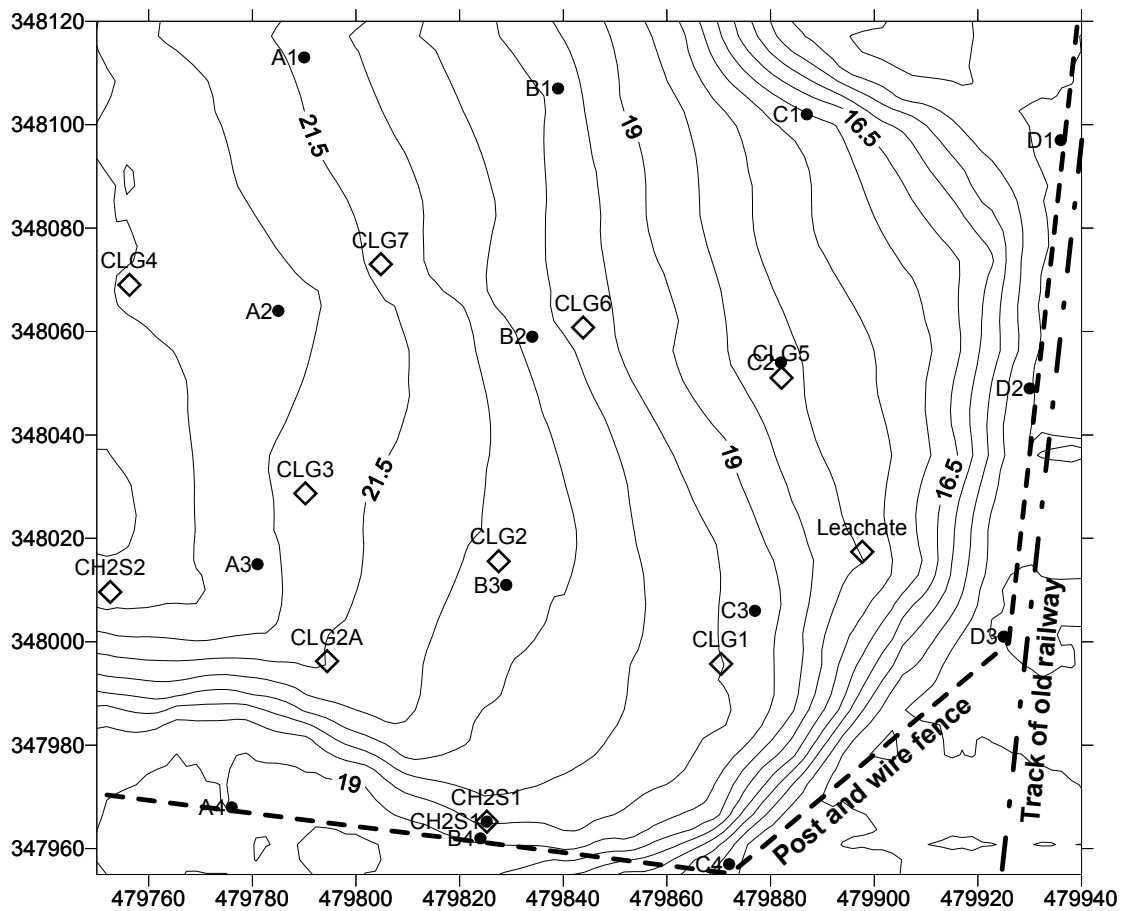 348120
A1
21.5
B1
19
C1
16.5
D1
348100
348080
CLG4
CLG7
A2
CLG6
B2
CLG5
C2
348060
D2
348040
CLG3
21.5
19
16.5
CLG2
Leachate
348020
CH2S2
A3
B3
C3
CLG2A
CLG1
D3
348000
347980
19
CH2S1
CH2S1
A4
B4
C4
Post and wire fence
Track of old railway
347960
479760 479780 479800 479820 479840 479860 479880 479900 479920 479940